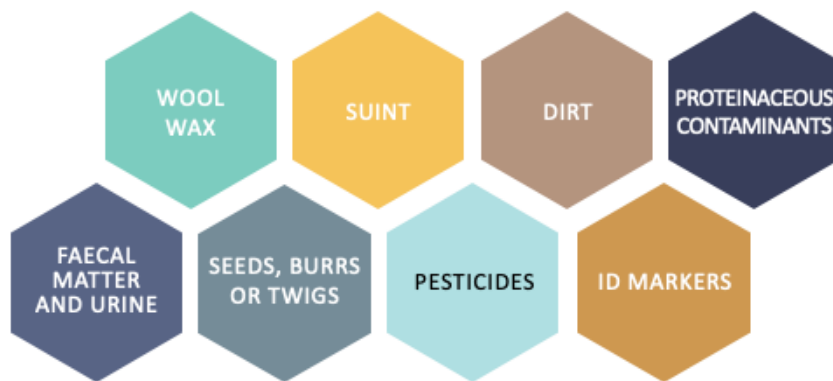 WOOL
WAX
SUINT
DIRT
PROTEINACEOUS
CONTAMINANTS
FAECAL
MATTER
AND URINE
SEEDS, BURRS
OR TWIGS
PESTICIDES
ID MARKERS